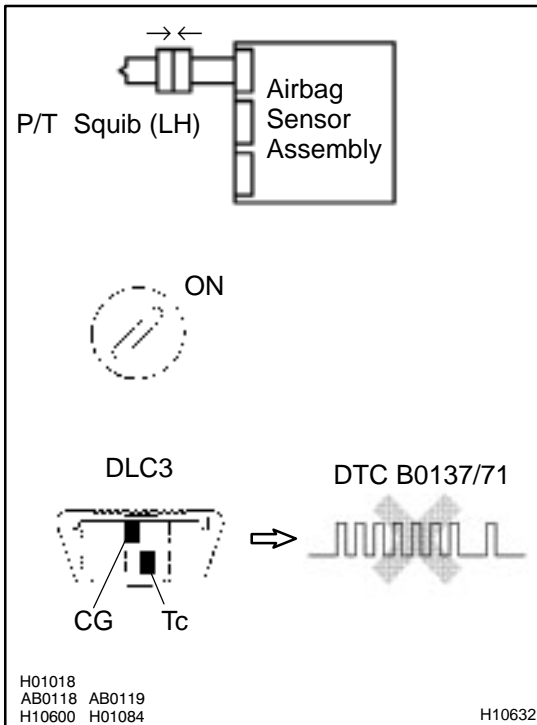 P/T Squib (LH)
Airbag
Sensor
Assembly
ON
DLC3
DTC B0137/71
CG
Tc
H01018
AB0118 AB0119
H10600 H01084
H10632